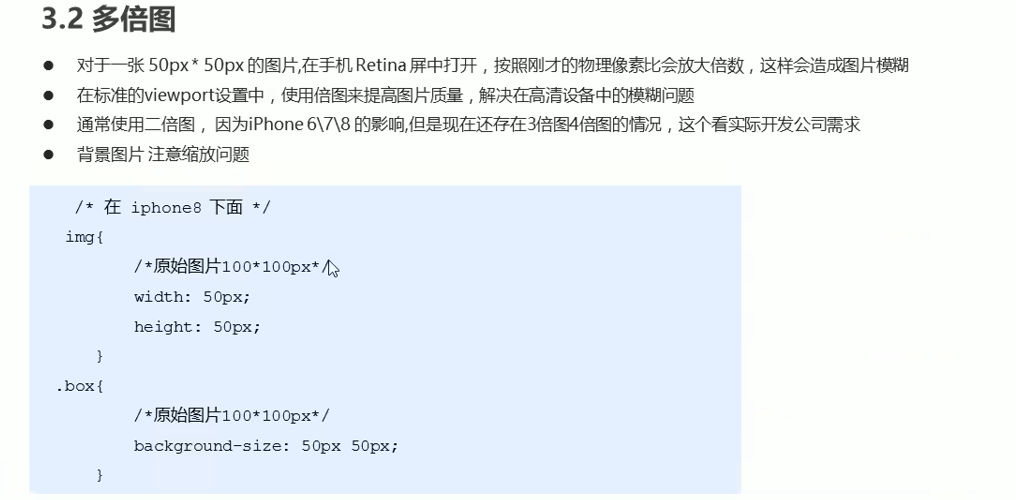 3.2 多倍图
● 对于一张 50px * 50px 的图片,在手机 Retina 屏中打开，按照刚才的物理像素比会放大倍数，这样会造成图片模糊
● 在标准的viewport设置中，使用倍图来提高图片质量，解决在高清设备中的模糊问题
● 通常使用二倍图， 因为iPhone 6\7\8 的影响,但是现在还存在3倍图4倍图的情况，这个看实际开发公司需求
● 背景图片 注意缩放问题
/* 在 iphone8 下面 */
img{
/*原始图片100*100px*/
width: 50px;
height: 50px;
}
.box{
/*原始图片100*100px*/
background-size: 50px 50px;
}